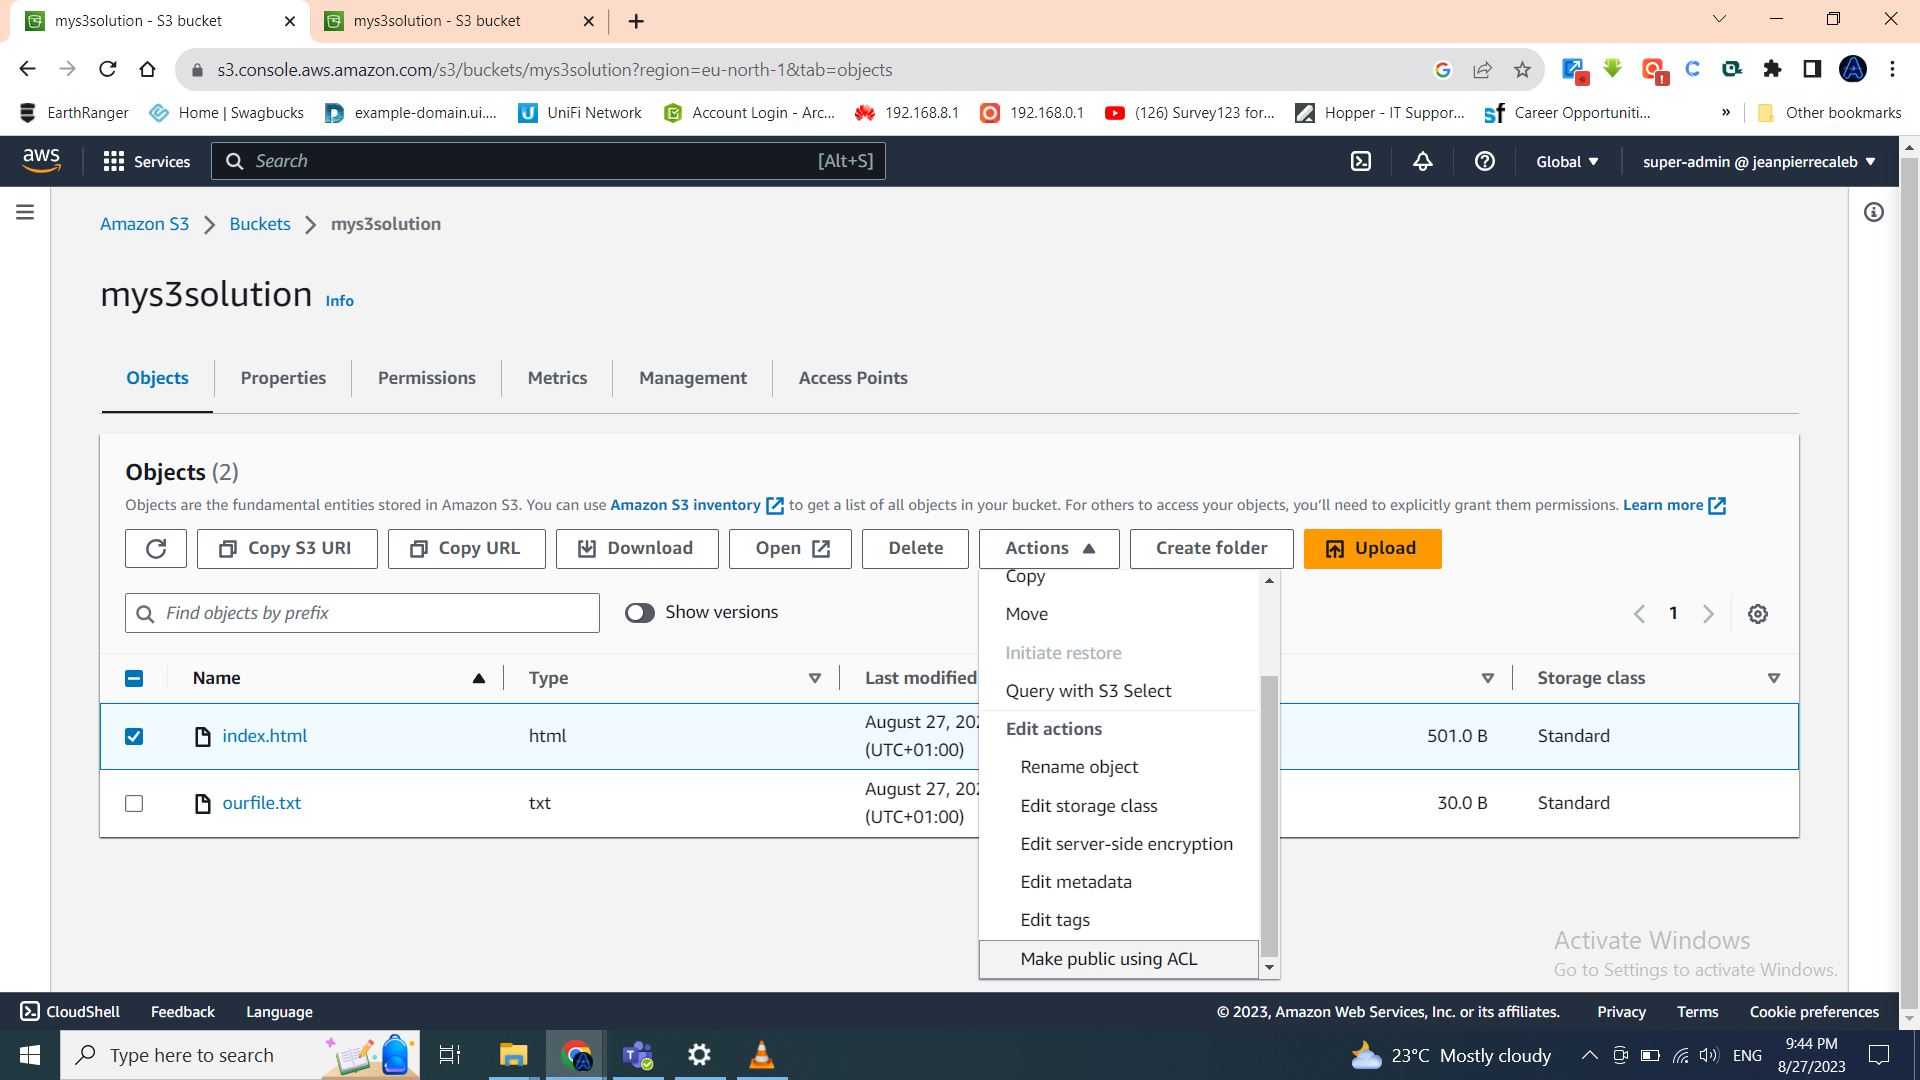 mys3solution - S3 bucket
mys3solution - S3 bucket
s3.console.aws.amazon.com/s3/buckets/mys3solution?region=eu-north-1&tab=objects
EarthRanger
Home | Swagbucks
example-domain.ui....
UniFi Network
Account Login - Arc...
192.168.8.1
192.168.0.1
(126) Survey123 for...
Hopper - IT Suppor...
Career Opportuniti...
»
Other bookmarks
aws
Services
Search
[Alt+S]
Global
super-admin @ jeanpierrecaleb
Amazon S3
Buckets
mys3solution
mys3solution Info
Objects
Properties
Permissions
Metrics
Management
Access Points
Objects (2)
Objects are the fundamental entities stored in Amazon S3. You can use Amazon S3 inventory to get a list of all objects in your bucket. For others to access your objects, you'll need to explicitly grant them permissions. Learn more
Copy S3 URI
Copy URL
Download
Open
Delete
Actions
Create folder
Upload
Find objects by prefix
Show versions
1
Name
Type
Last modified
Storage class
index.html
html
August 27, 202
(UTC+01:00)
501.0 B
Standard
ourfile.txt
txt
August 27, 202
(UTC+01:00)
30.0 B
Standard
Copy
Move
Initiate restore
Query with S3 Select
Edit actions
Rename object
Edit storage class
Edit server-side encryption
Edit metadata
Edit tags
Make public using ACL
Activate Windows
Go to Settings to activate Windows.
CloudShell
Feedback
Language
© 2023, Amazon Web Services, Inc. or its affiliates.
Privacy
Terms
Cookie preferences
Type here to search
23°C Mostly cloudy
ENG
9:44 PM
8/27/2023